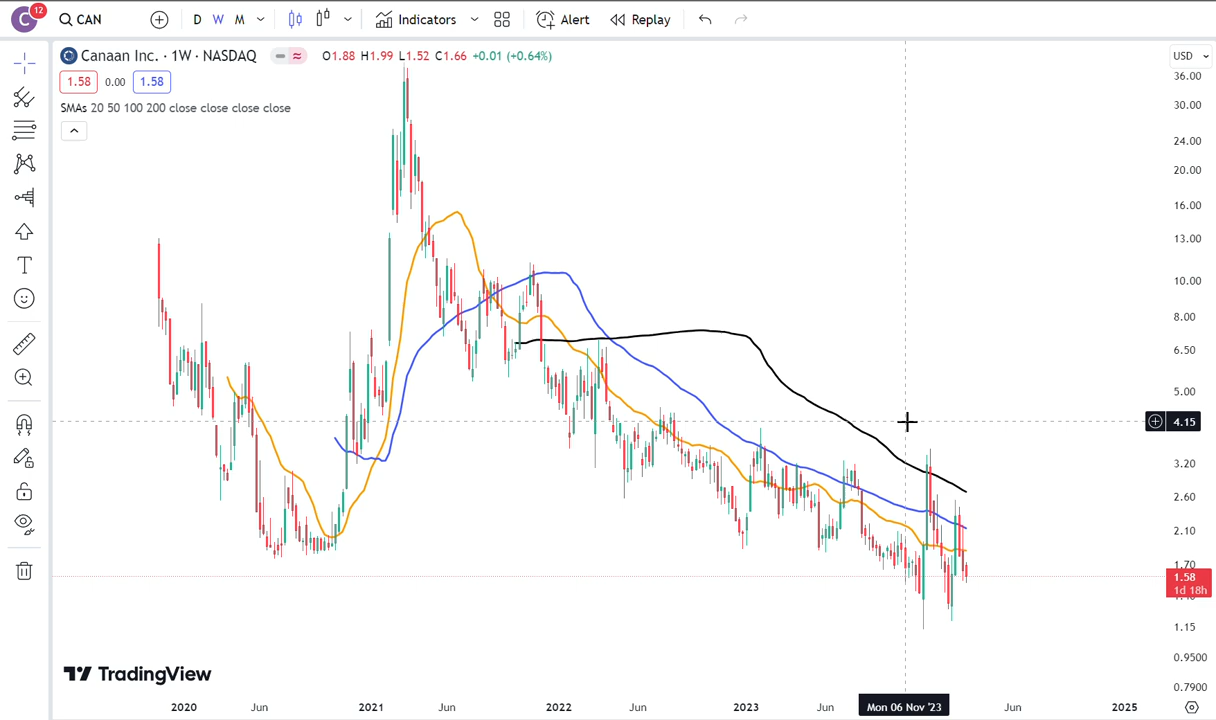 C 12 CAN D W M Indicators Alert Replay
Canaan Inc. · 1W · NASDAQ O1.88 H1.99 L1.52 C1.66 +0.01 (+0.64%) USD
1.58 0.00 1.58
SMAs 20 50 100 200 close close close close
36.00
30.00
24.00
20.00
16.00
13.00
10.00
8.00
6.50
5.00
4.15
3.20
2.60
2.10
1.70
1.58
1d 18h
1.15
0.9500
0.7900
TradingView
2020 Jun 2021 Jun 2022 Jun 2023 Jun Mon 06 Nov '23 Jun 2025